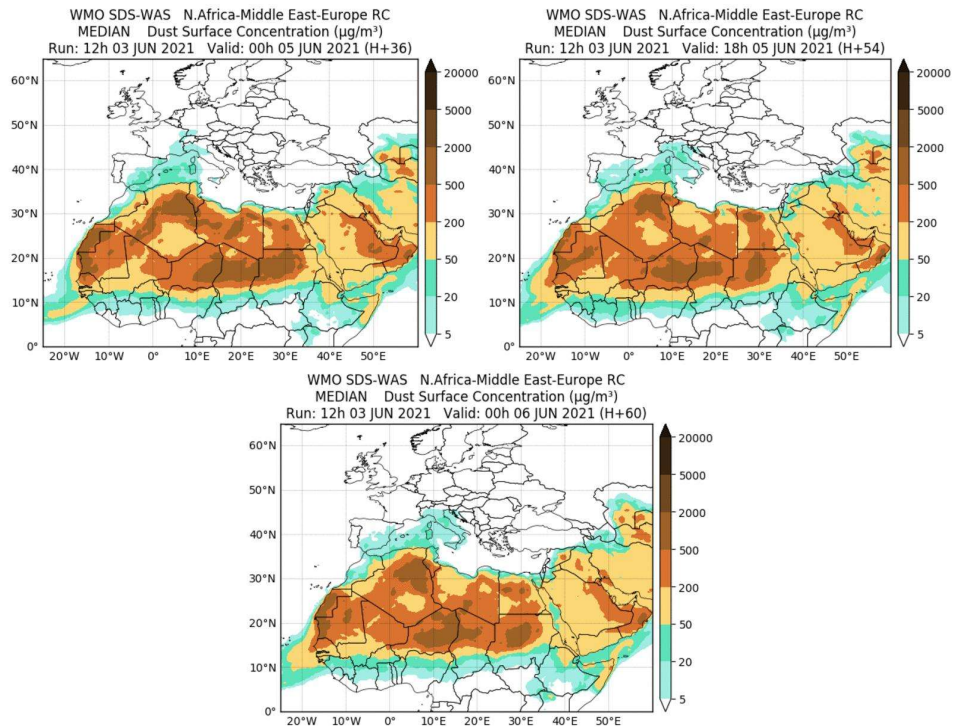 WMO SDS-WAS N.Africa-Middle East-Europe RC
MEDIAN Dust Surface Concentration (µg/m³)
Run: 12h 03 JUN 2021 Valid: 00h 05 JUN 2021 (H+36)
60°N
50°N
40°N
30°N
20°N
10°N
0°
20°W 10°W 0° 10°E 20°E 30°E 40°E 50°E
20000
5000
2000
500
200
50
20
5
WMO SDS-WAS N.Africa-Middle East-Europe RC
MEDIAN Dust Surface Concentration (µg/m³)
Run: 12h 03 JUN 2021 Valid: 18h 05 JUN 2021 (H+54)
60°N
50°N
40°N
30°N
20°N
10°N
0°
20°W 10°W 0° 10°E 20°E 30°E 40°E 50°E
20000
5000
2000
500
200
50
20
5
WMO SDS-WAS N.Africa-Middle East-Europe RC
MEDIAN Dust Surface Concentration (µg/m³)
Run: 12h 03 JUN 2021 Valid: 00h 06 JUN 2021 (H+60)
60°N
50°N
40°N
30°N
20°N
10°N
0°
20°W 10°W 0° 10°E 20°E 30°E 40°E 50°E
20000
5000
2000
500
200
50
20
5